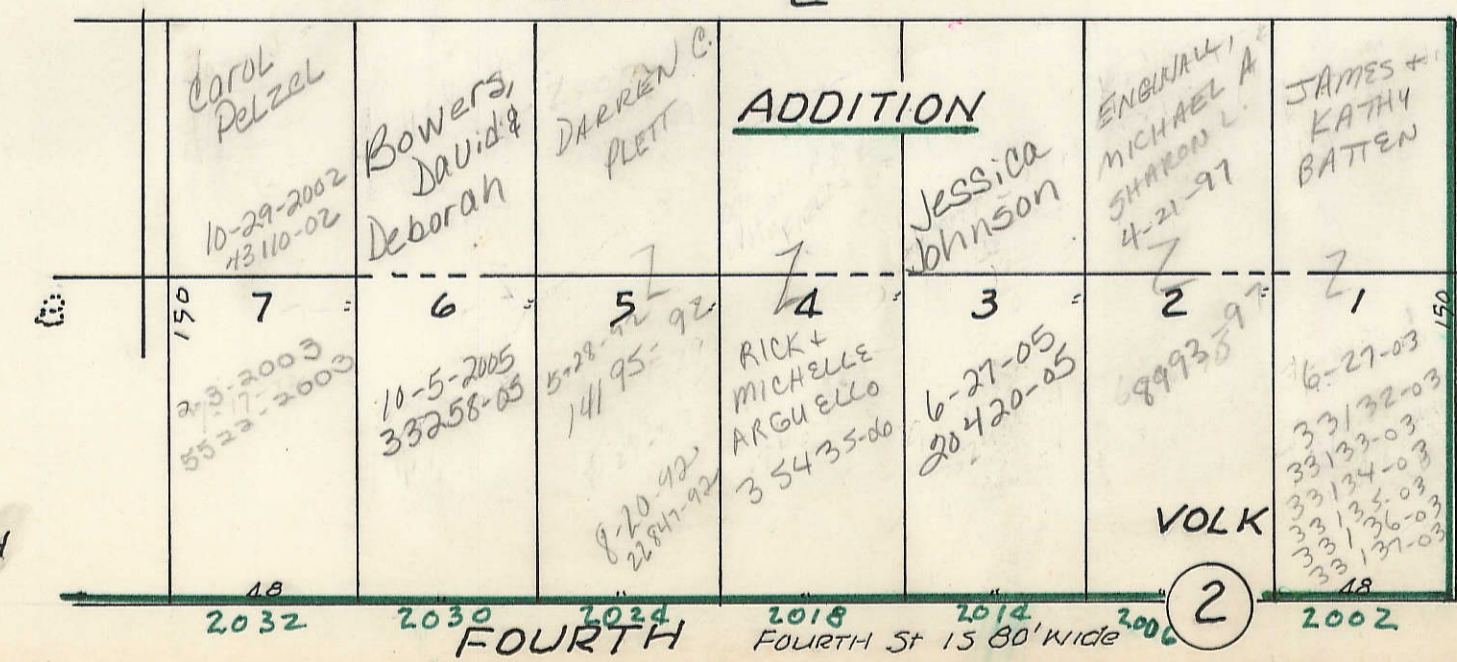 ADDITION
Carol
Pelzel
10-29-2002
43110-02
7
150
2-3-2003
5522-2003
48
2032
Bowers,
David &
Deborah
6
10-5-2005
33258-05
2030
DARREN C.
PLETT
5
5-28-92
14195-92
8-20-92
22847-92
2024
4
RICK +
MICHELLE
ARGUELLO
35435-06
2018
Jessica
Johnson
3
6-27-05
20420-05
2014
MICHAEL A
SHARON L
4-21-97
2
VOLK
2
2006
JAMES +
KATHY
BATTEN
1
150
6-27-03
33132-03
33133-03
33134-03
33135-03
33136-03
33137-03
48
2002
FOURTH
FOURTH St IS 80' WIDE